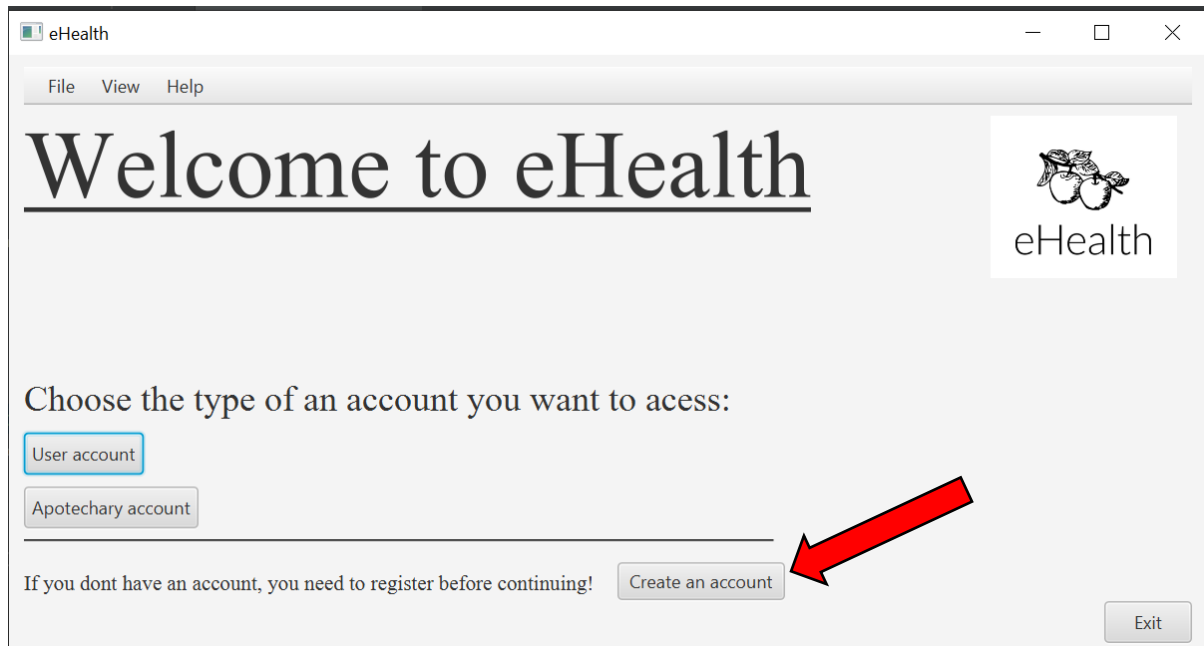 eHealth
File View Help
Welcome to eHealth
eHealth
Choose the type of an account you want to acess:
User account
Apotechary account
If you dont have an account, you need to register before continuing! Create an account
Exit